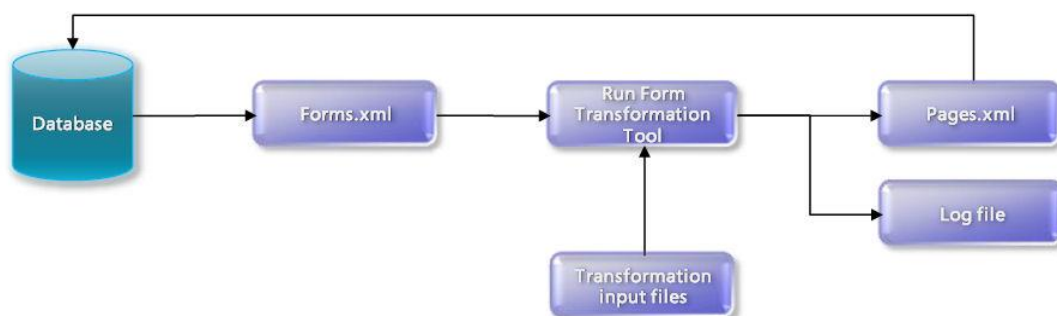 Database
Forms.xml
Run Form
Transformation
Tool
Pages.xml
Log file
Transformation
input files